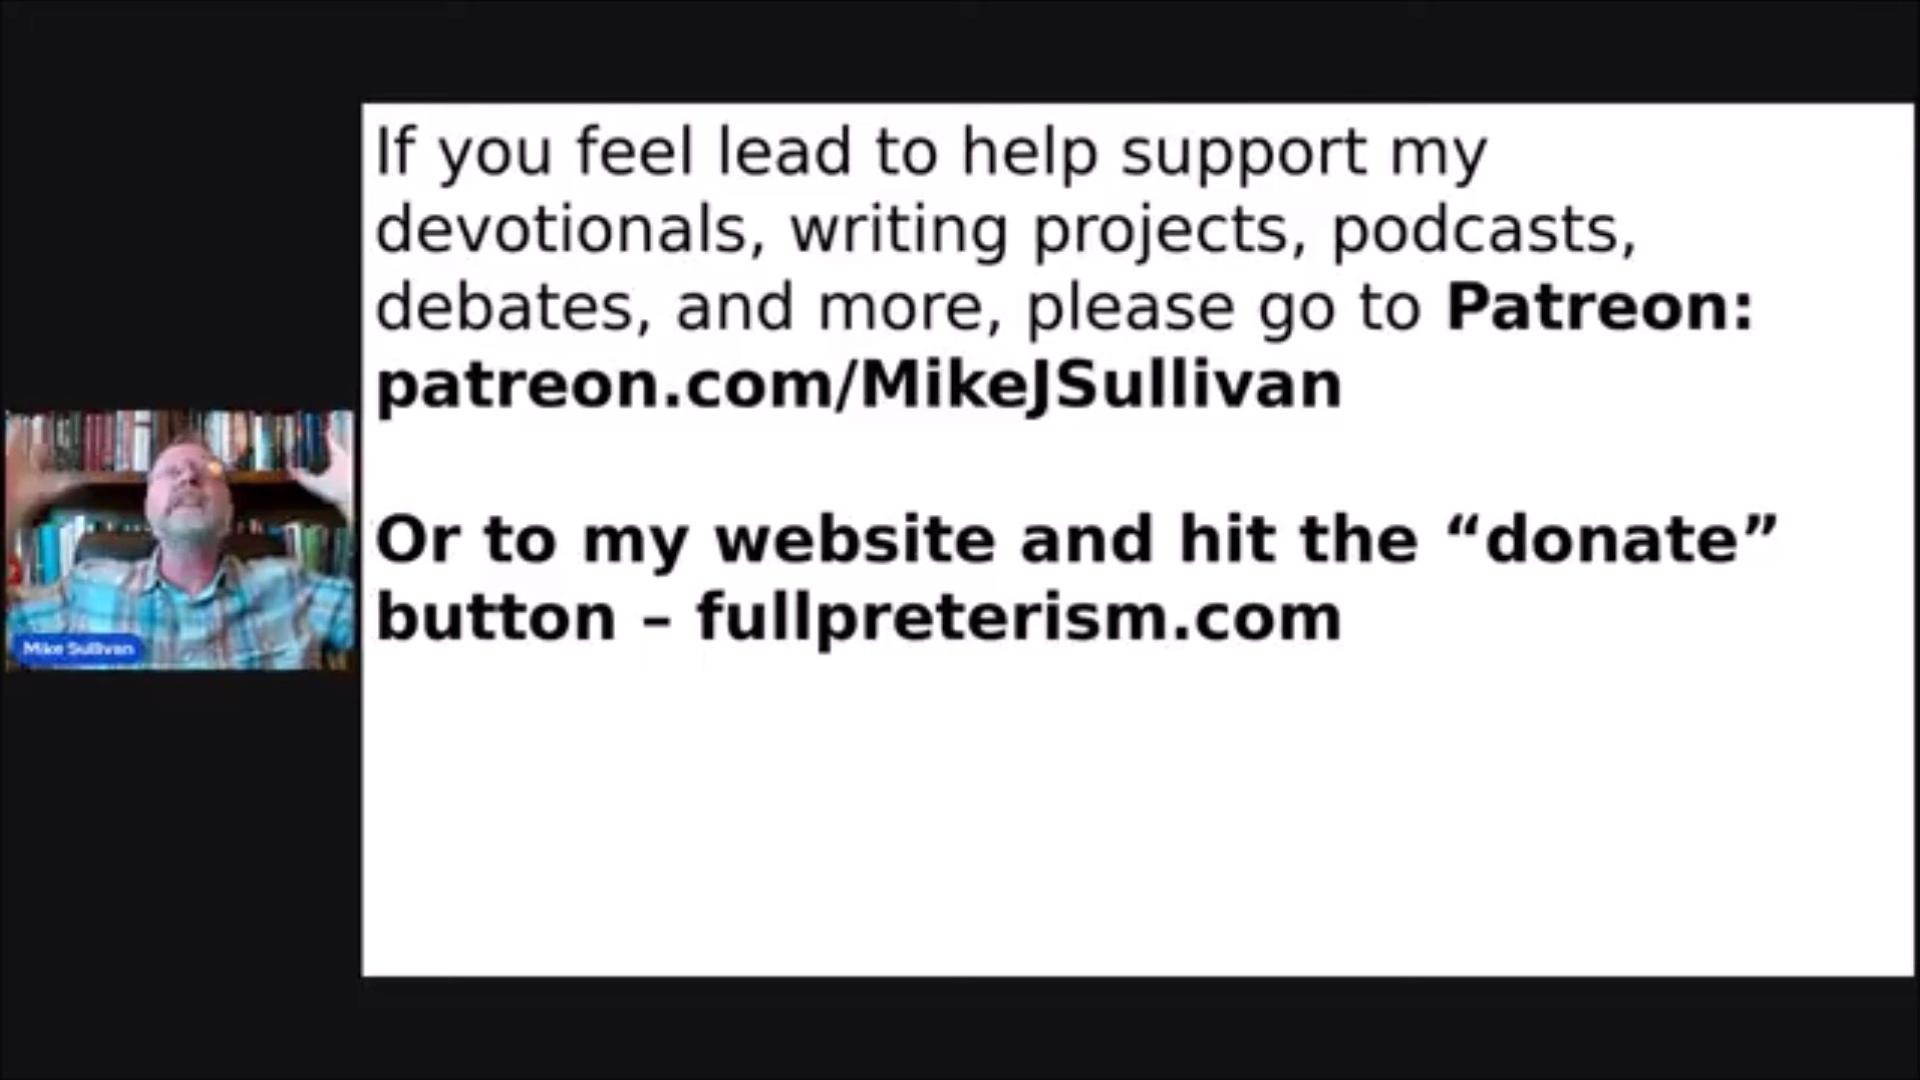 If you feel lead to help support my
devotionals, writing projects, podcasts,
debates, and more, please go to Patreon:
patreon.com/MikeJSullivan
Or to my website and hit the “donate”
button – fullpreterism.com
Mike Sullivan